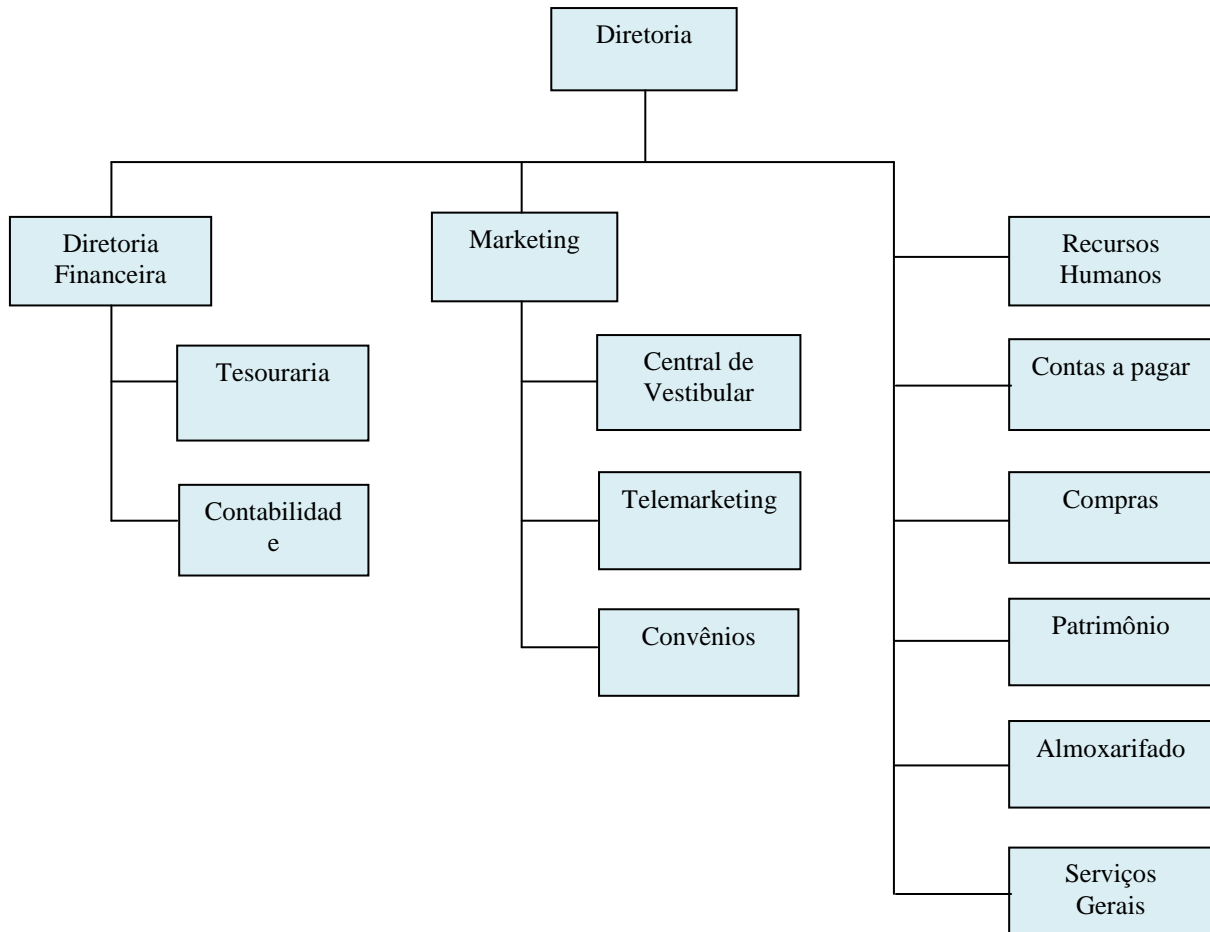 Diretoria
Diretoria
Financeira
Marketing
Recursos
Humanos
Tesouraria
Central de
Vestibular
Contas a pagar
Contabilidad
e
Telemarketing
Compras
Convênios
Patrimônio
Almoxarifado
Serviços
Gerais